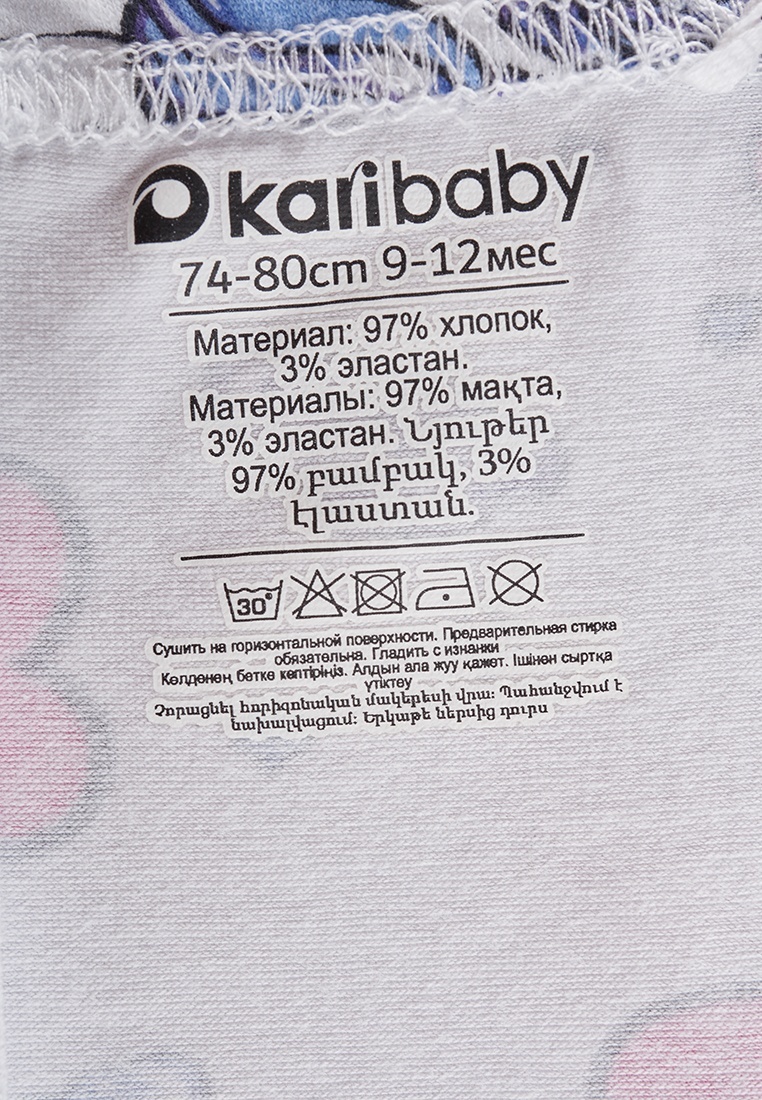 karibaby
74-80cm 9-12мес
Материал: 97% хлопок,
3% эластан.
Материалы: 97% мақта,
3% эластан. Նյութեր
97% բամբակ, 3%
էլաստան.
30°
Сушить на горизонтальной поверхности. Предварительная стирка
обязательна. Гладить с изнанки
Көлденең бетке кептіріңіз. Алдын ала жуу қажет. Ішінен сыртқа
үтіктеу
Չորացնել հորիզոնական մակերեսի վրա: Պահանջվում է
նախալվացում: Երկաթե ներսից դուրս